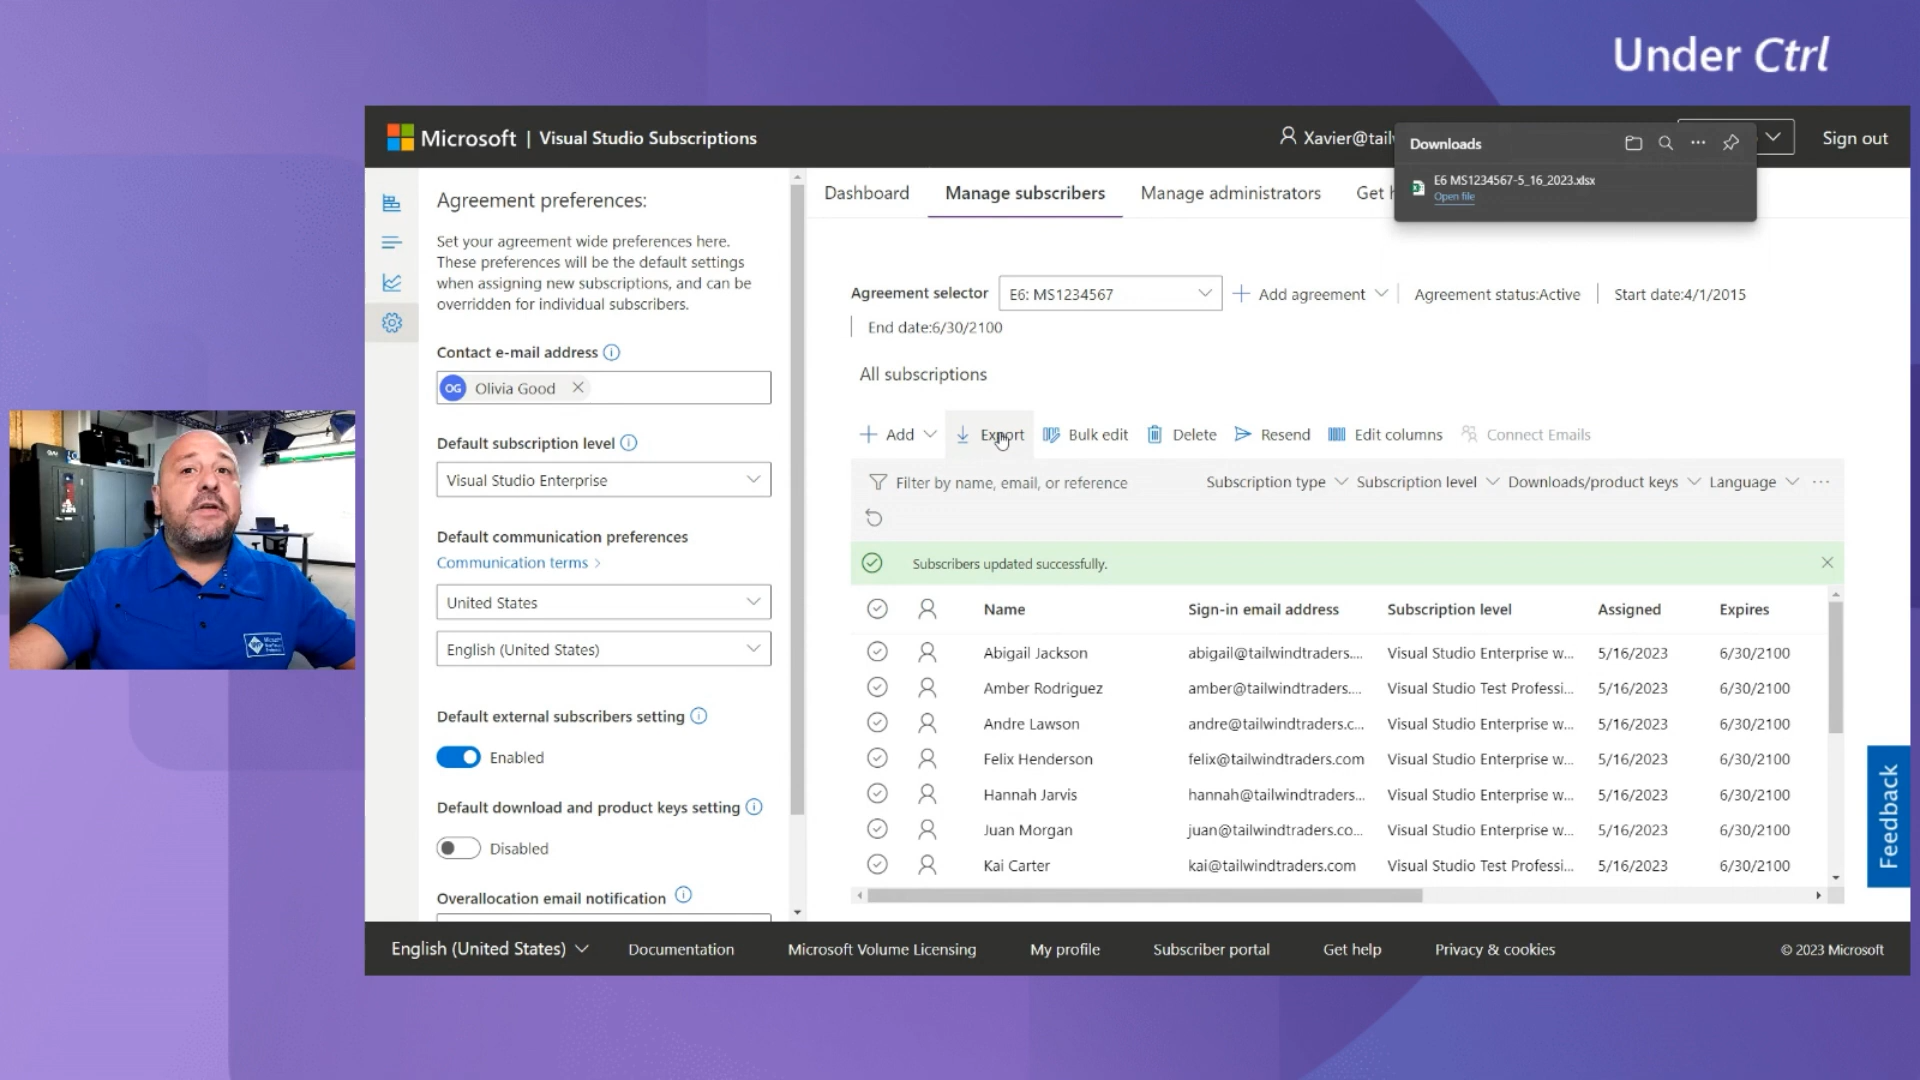 Under Ctrl
Microsoft | Visual Studio Subscriptions
Xavier@tail
Sign out
Downloads
E6 MS1234567-5_16_2023.xlsx
Open file
Agreement preferences:
Set your agreement wide preferences here.
These preferences will be the default settings
when assigning new subscriptions, and can be
overridden for individual subscribers.
Contact e-mail address
OG Olivia Good
Default subscription level
Visual Studio Enterprise
Default communication preferences
Communication terms >
United States
English (United States)
Default external subscribers setting
Enabled
Default download and product keys setting
Disabled
Overallocation email notification
Dashboard Manage subscribers Manage administrators Get
Agreement selector E6: MS1234567 Add agreement Agreement status:Active Start date:4/1/2015
End date:6/30/2100
All subscriptions
Add Export Bulk edit Delete Resend Edit columns Connect Emails
Filter by name, email, or reference Subscription type Subscription level Downloads/product keys Language ...
Subscribers updated successfully.
Name Sign-in email address Subscription level Assigned Expires
Abigail Jackson abigail@tailwindtraders.... Visual Studio Enterprise w... 5/16/2023 6/30/2100
Amber Rodriguez amber@tailwindtraders.... Visual Studio Test Professi... 5/16/2023 6/30/2100
Andre Lawson andre@tailwindtraders.c... Visual Studio Enterprise w... 5/16/2023 6/30/2100
Felix Henderson felix@tailwindtraders.com Visual Studio Enterprise w... 5/16/2023 6/30/2100
Hannah Jarvis hannah@tailwindtraders... Visual Studio Enterprise w... 5/16/2023 6/30/2100
Juan Morgan juan@tailwindtraders.co... Visual Studio Enterprise w... 5/16/2023 6/30/2100
Kai Carter kai@tailwindtraders.com Visual Studio Test Professi... 5/16/2023 6/30/2100
Feedback
English (United States) Documentation Microsoft Volume Licensing My profile Subscriber portal Get help Privacy & cookies © 2023 Microsoft